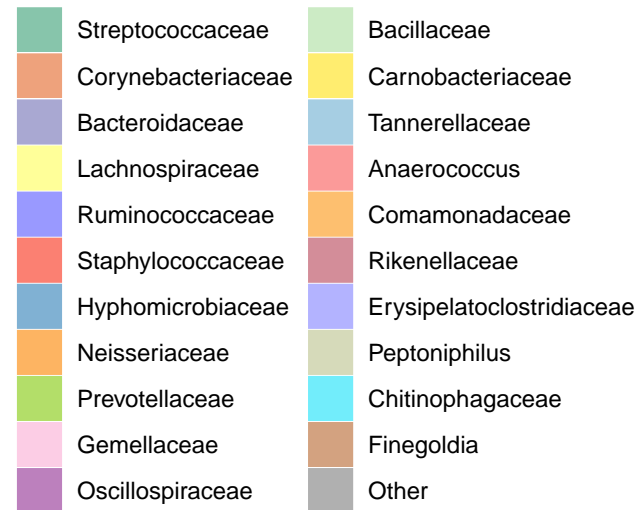 Streptococcaceae
Corynebacteriaceae
Bacteroidaceae
Lachnospiraceae
Ruminococcaceae
Staphylococcaceae
Hyphomicrobiaceae
Neisseriaceae
Prevotellaceae
Gemellaceae
Oscillospiraceae
Bacillaceae
Carnobacteriaceae
Tannerellaceae
Anaerococcus
Comamonadaceae
Rikenellaceae
Erysipelatoclostridiaceae
Peptoniphilus
Chitinophagaceae
Finegoldia
Other